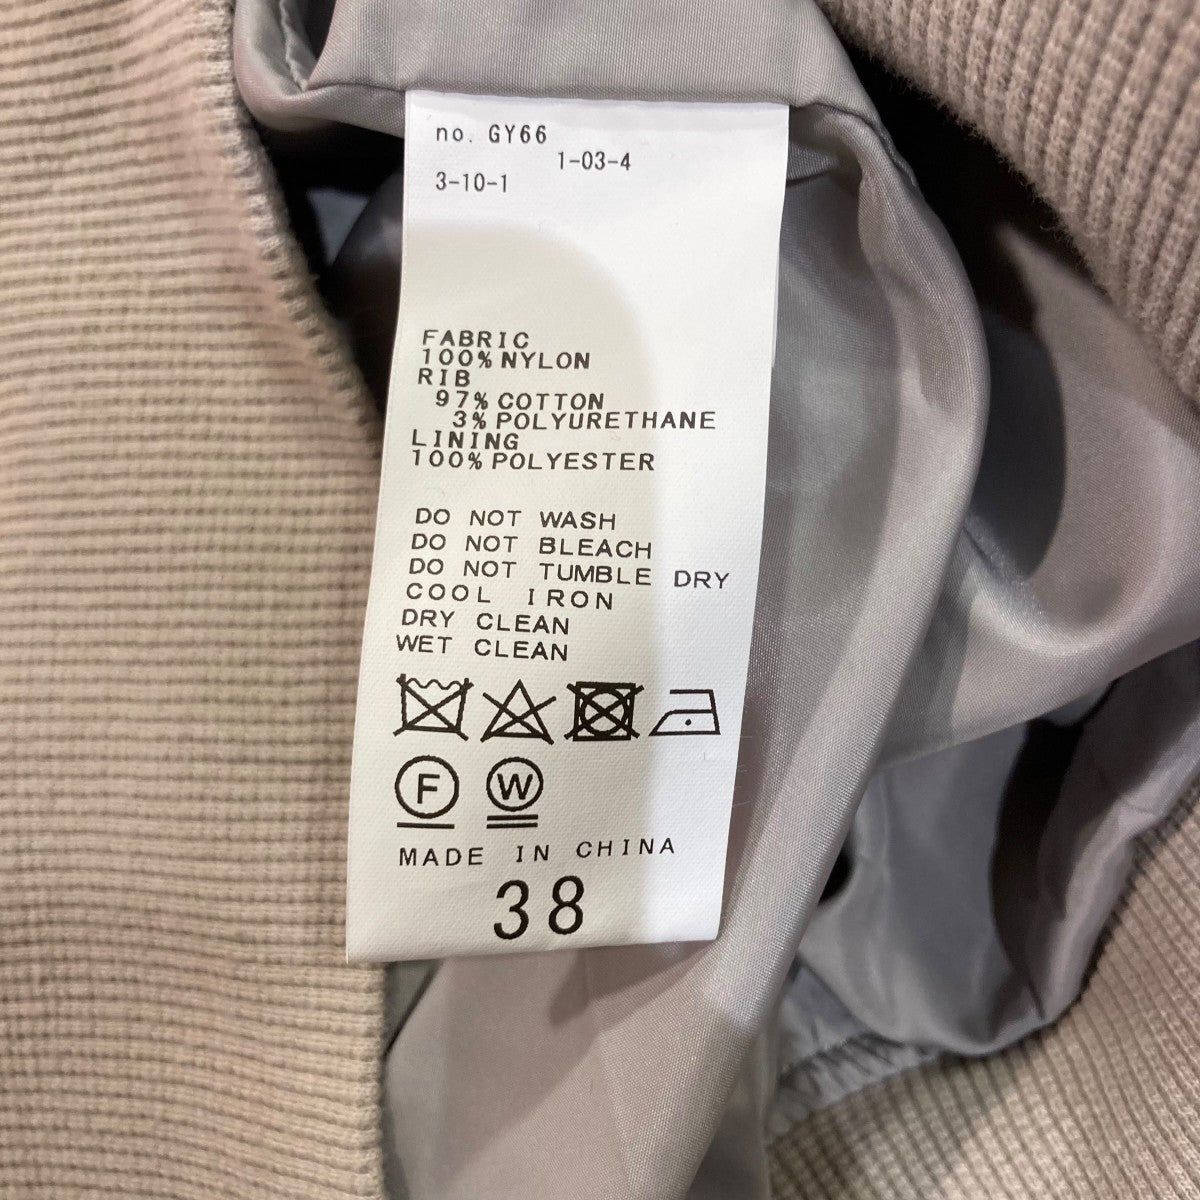 no. GY66
1-03-4
3-10-1
FABRIC
100% NYLON
RIB
97% COTTON
3% POLYURETHANE
LINING
100% POLYESTER
DO NOT WASH
DO NOT BLEACH
DO NOT TUMBLE DRY
COOL IRON
DRY CLEAN
WET CLEAN
F W
MADE IN CHINA
38